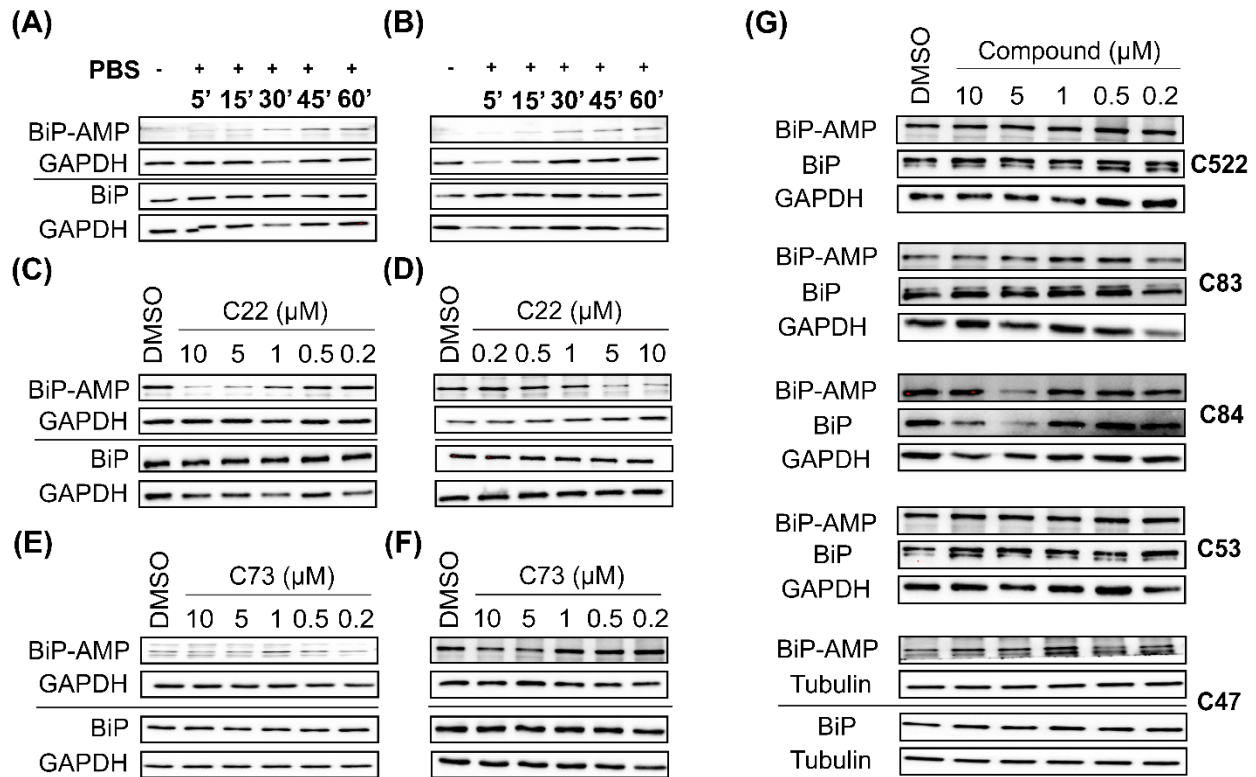 (A)
PBS - + + + + +
5’ 15’ 30’ 45’ 60’
BiP-AMP
GAPDH
BiP
GAPDH
(B)
- + + + + +
5’ 15’ 30’ 45’ 60’
(C)
DMSO
C22 (µM)
10 5 1 0.5 0.2
BiP-AMP
GAPDH
BiP
GAPDH
(D)
DMSO
C22 (µM)
0.2 0.5 1 5 10
(E)
DMSO
C73 (µM)
10 5 1 0.5 0.2
BiP-AMP
GAPDH
BiP
GAPDH
(F)
DMSO
C73 (µM)
10 5 1 0.5 0.2
(G)
DMSO
Compound (µM)
10 5 1 0.5 0.2
BiP-AMP
BiP C522
GAPDH
BiP-AMP
BiP C83
GAPDH
BiP-AMP
BiP C84
GAPDH
BiP-AMP
BiP C53
GAPDH
BiP-AMP
Tubulin
C47
BiP
Tubulin